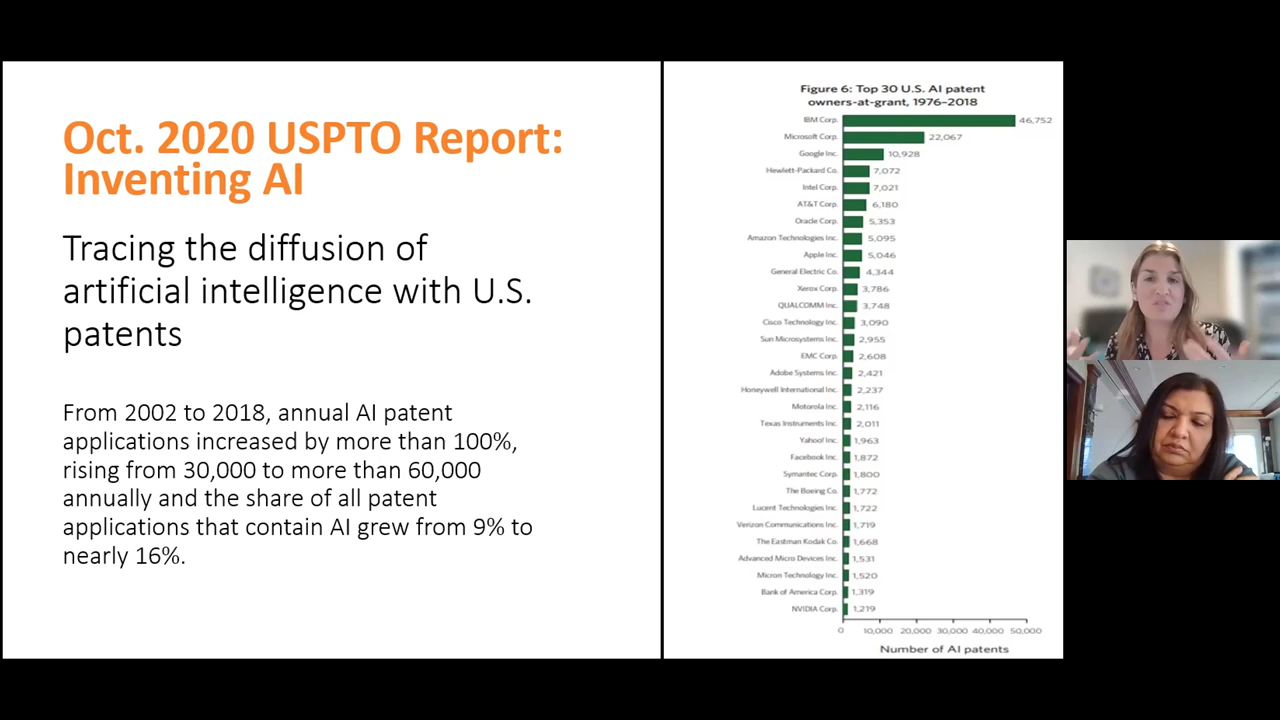 Oct. 2020 USPTO Report:
Inventing AI
Tracing the diffusion of
artificial intelligence with U.S.
patents
From 2002 to 2018, annual AI patent
applications increased by more than 100%,
rising from 30,000 to more than 60,000
annually and the share of all patent
applications that contain AI grew from 9% to
nearly 16%.
Figure 6: Top 30 U.S. AI patent
owners-at-grant, 1976–2018
IBM Corp. 46,752
Microsoft Corp. 22,067
Google Inc. 10,928
Hewlett-Packard Co. 7,072
Intel Corp. 7,021
AT&T Corp. 6,180
Oracle Corp. 5,353
Amazon Technologies Inc. 5,095
Apple Inc. 5,046
General Electric Co. 4,344
Xerox Corp. 3,786
QUALCOMM Inc. 3,748
Cisco Technology Inc. 3,090
Sun Microsystems Inc. 2,955
EMC Corp. 2,608
Adobe Systems Inc. 2,421
Honeywell International Inc. 2,237
Motorola Inc. 2,116
Texas Instruments Inc. 2,011
Yahoo! Inc. 1,963
Facebook Inc. 1,872
Symantec Corp. 1,800
The Boeing Co. 1,772
Lucent Technologies Inc. 1,722
Verizon Communications Inc. 1,719
The Eastman Kodak Co. 1,668
Advanced Micro Devices Inc. 1,531
Micron Technology Inc. 1,520
Bank of America Corp. 1,319
NVIDIA Corp. 1,219
0 10,000 20,000 30,000 40,000 50,000
Number of AI patents